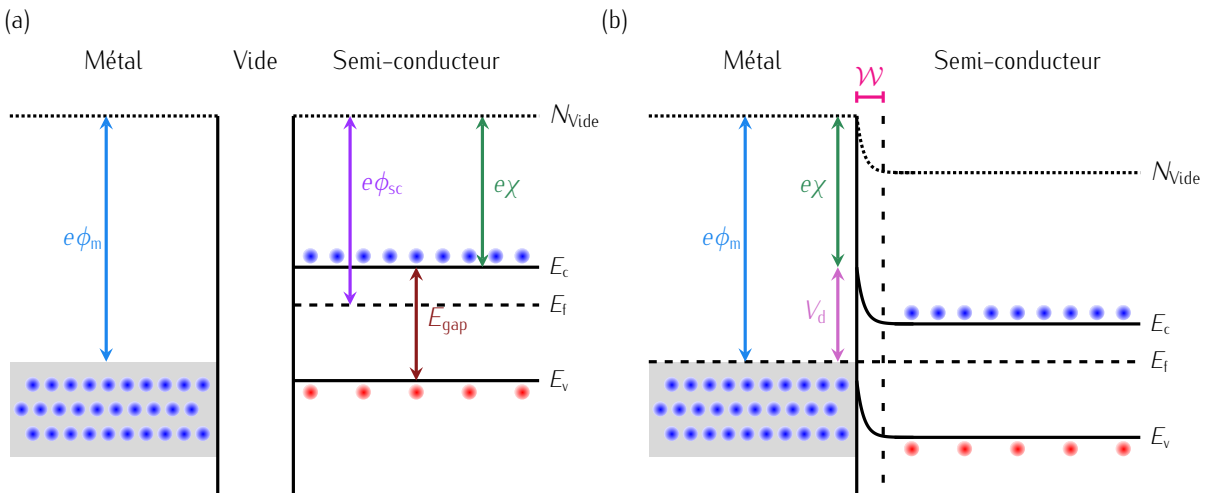 (a)
Métal Vide Semi-conducteur
N_Vide
eϕ_m
eϕ_sc
eχ
E_c
E_f
E_gap
E_v
(b)
Métal Semi-conducteur
W
N_Vide
eχ
eϕ_m
V_d
E_c
E_f
E_v